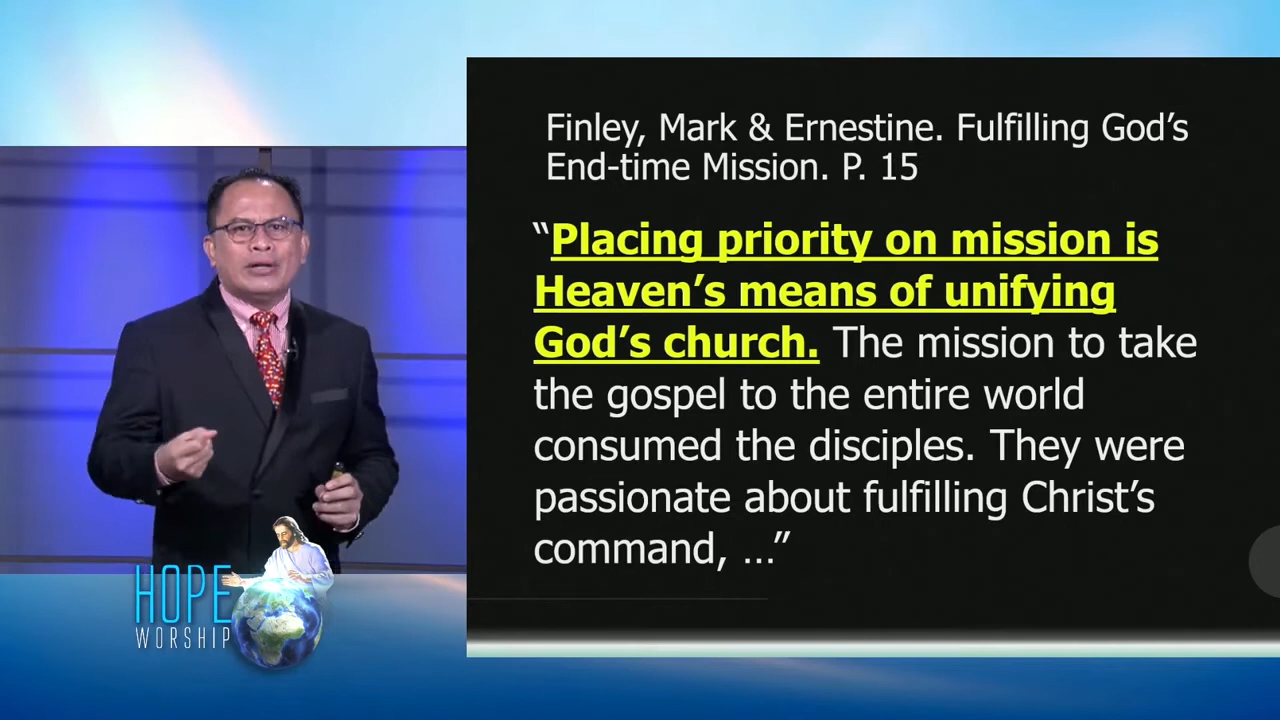 Finley, Mark & Ernestine. Fulfilling God’s
End-time Mission. P. 15
“Placing priority on mission is
Heaven’s means of unifying
God’s church. The mission to take
the gospel to the entire world
consumed the disciples. They were
passionate about fulfilling Christ’s
command, ...”
HOPE
WORSHIP